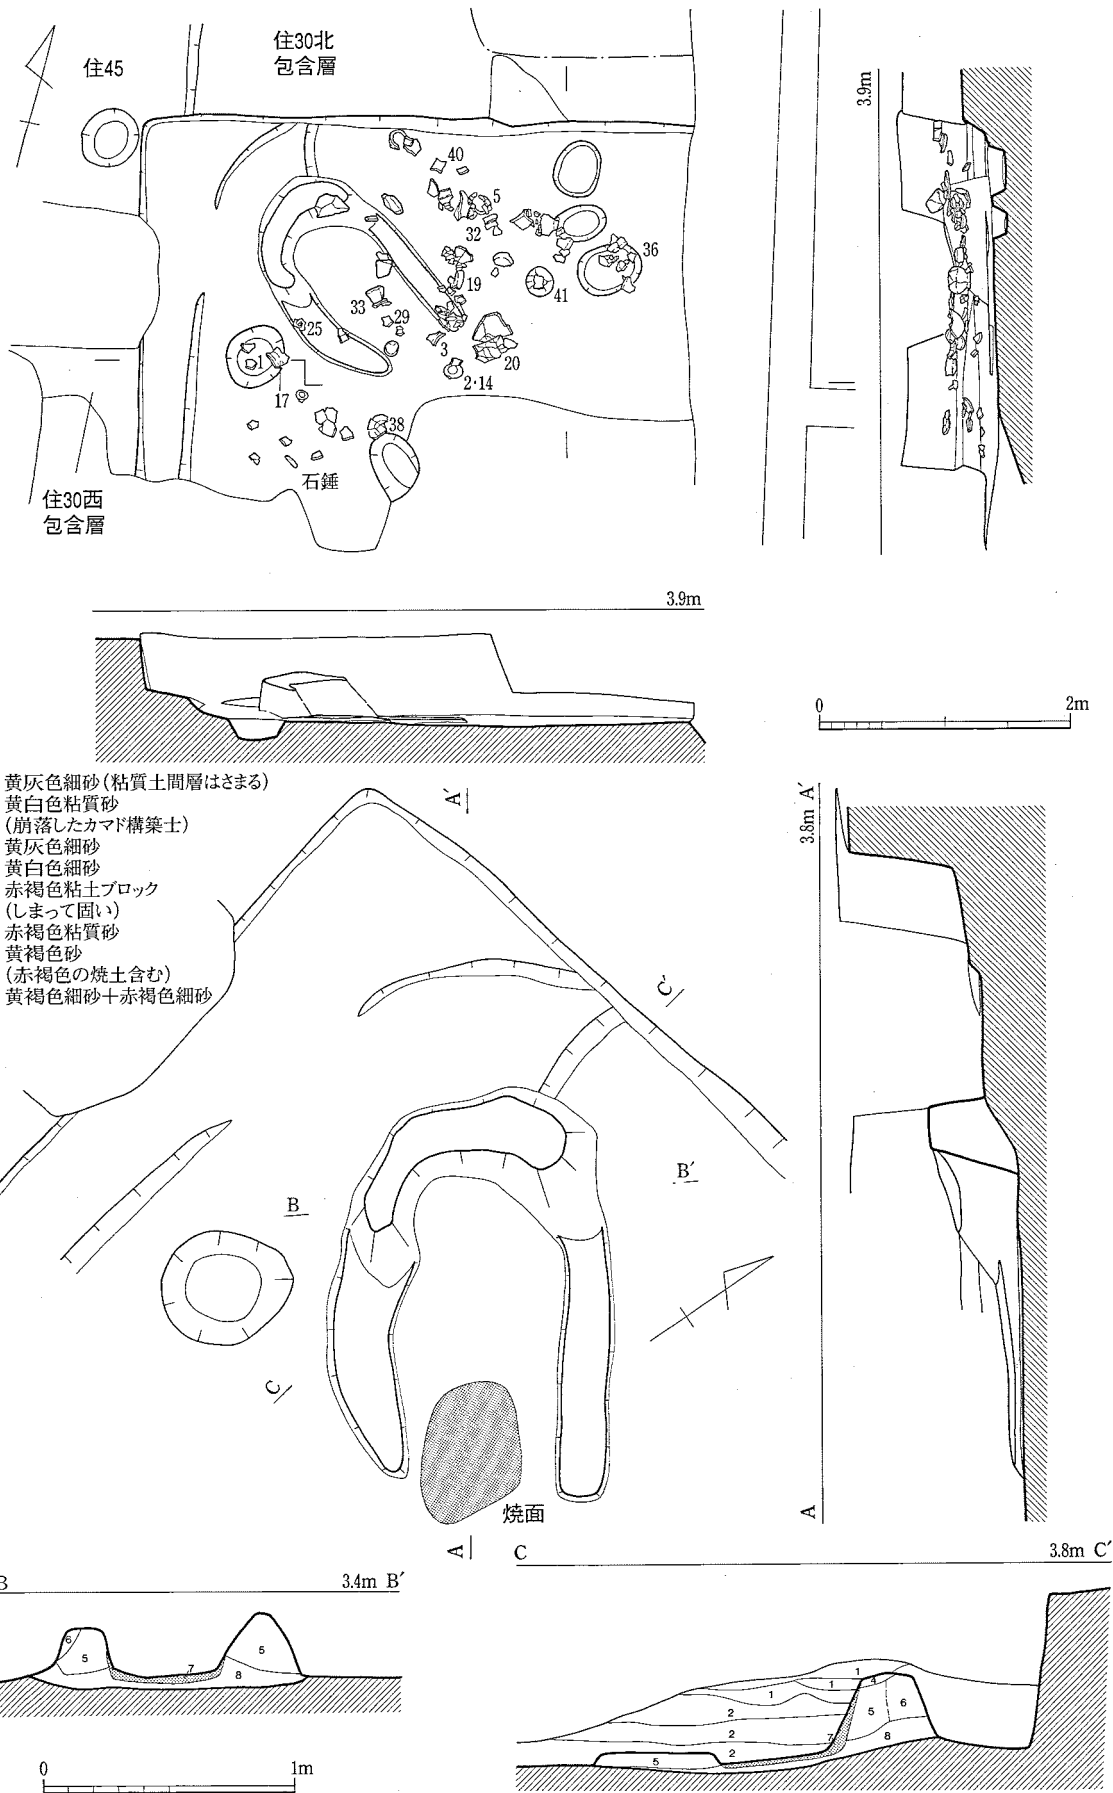 住45
住30北
包含層
3.9m
40
5
32
36
19
41
33
29
25
3
20
1
2·14
17
38
石錘
住30西
包含層
3.9m
0
2m
黄灰色細砂(粘質土間層はさまる)
黄白色粘質砂
(崩落したカマド構築士)
黄灰色細砂
黄白色細砂
赤褐色粘土ブロック
(しまって固い)
赤褐色粘質砂
黄褐色砂
(赤褐色の焼土含む)
黄褐色細砂+赤褐色細砂
A′
3.8m A′
C′
B
B′
C
焼面
A
A
C
3.8m C′
B
3.4m B′
6
5
7
8
5
1
1
1
4
2
5
6
2
7
8
5
2
0
1m